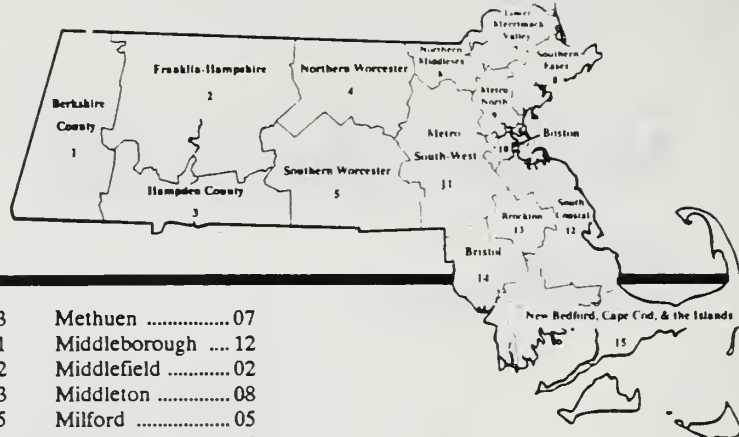 Lower
Merrimack
Valley
7
Northern
Middlesex
Southern
Essex
8
Franklin-Hampshire
2
Northern Worcester
4
Metro
North
9
Berkshire
County
1
Boston
10
Metro
South-West
11
Southern Worcester
5
Hampden County
3
South
Coastal
12
Brockton
13
Bristol
14
New Bedford, Cape Cod, & the Islands
15
3 Methuen ............... 07
1 Middleborough .... 12
2 Middlefield .......... 02
3 Middleton ............ 08
5 Milford ................ 05